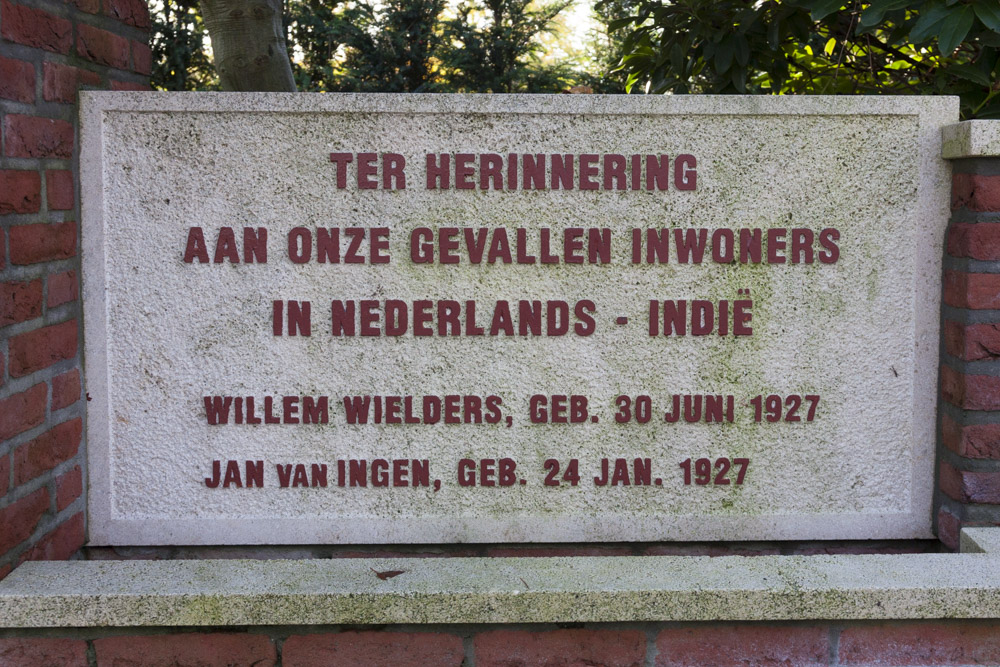 TER HERINNERING
AAN ONZE GEVALLEN INWONERS
IN NEDERLANDS - INDIË
WILLEM WIELDERS, GEB. 30 JUNI 1927
JAN VAN INGEN, GEB. 24 JAN. 1927